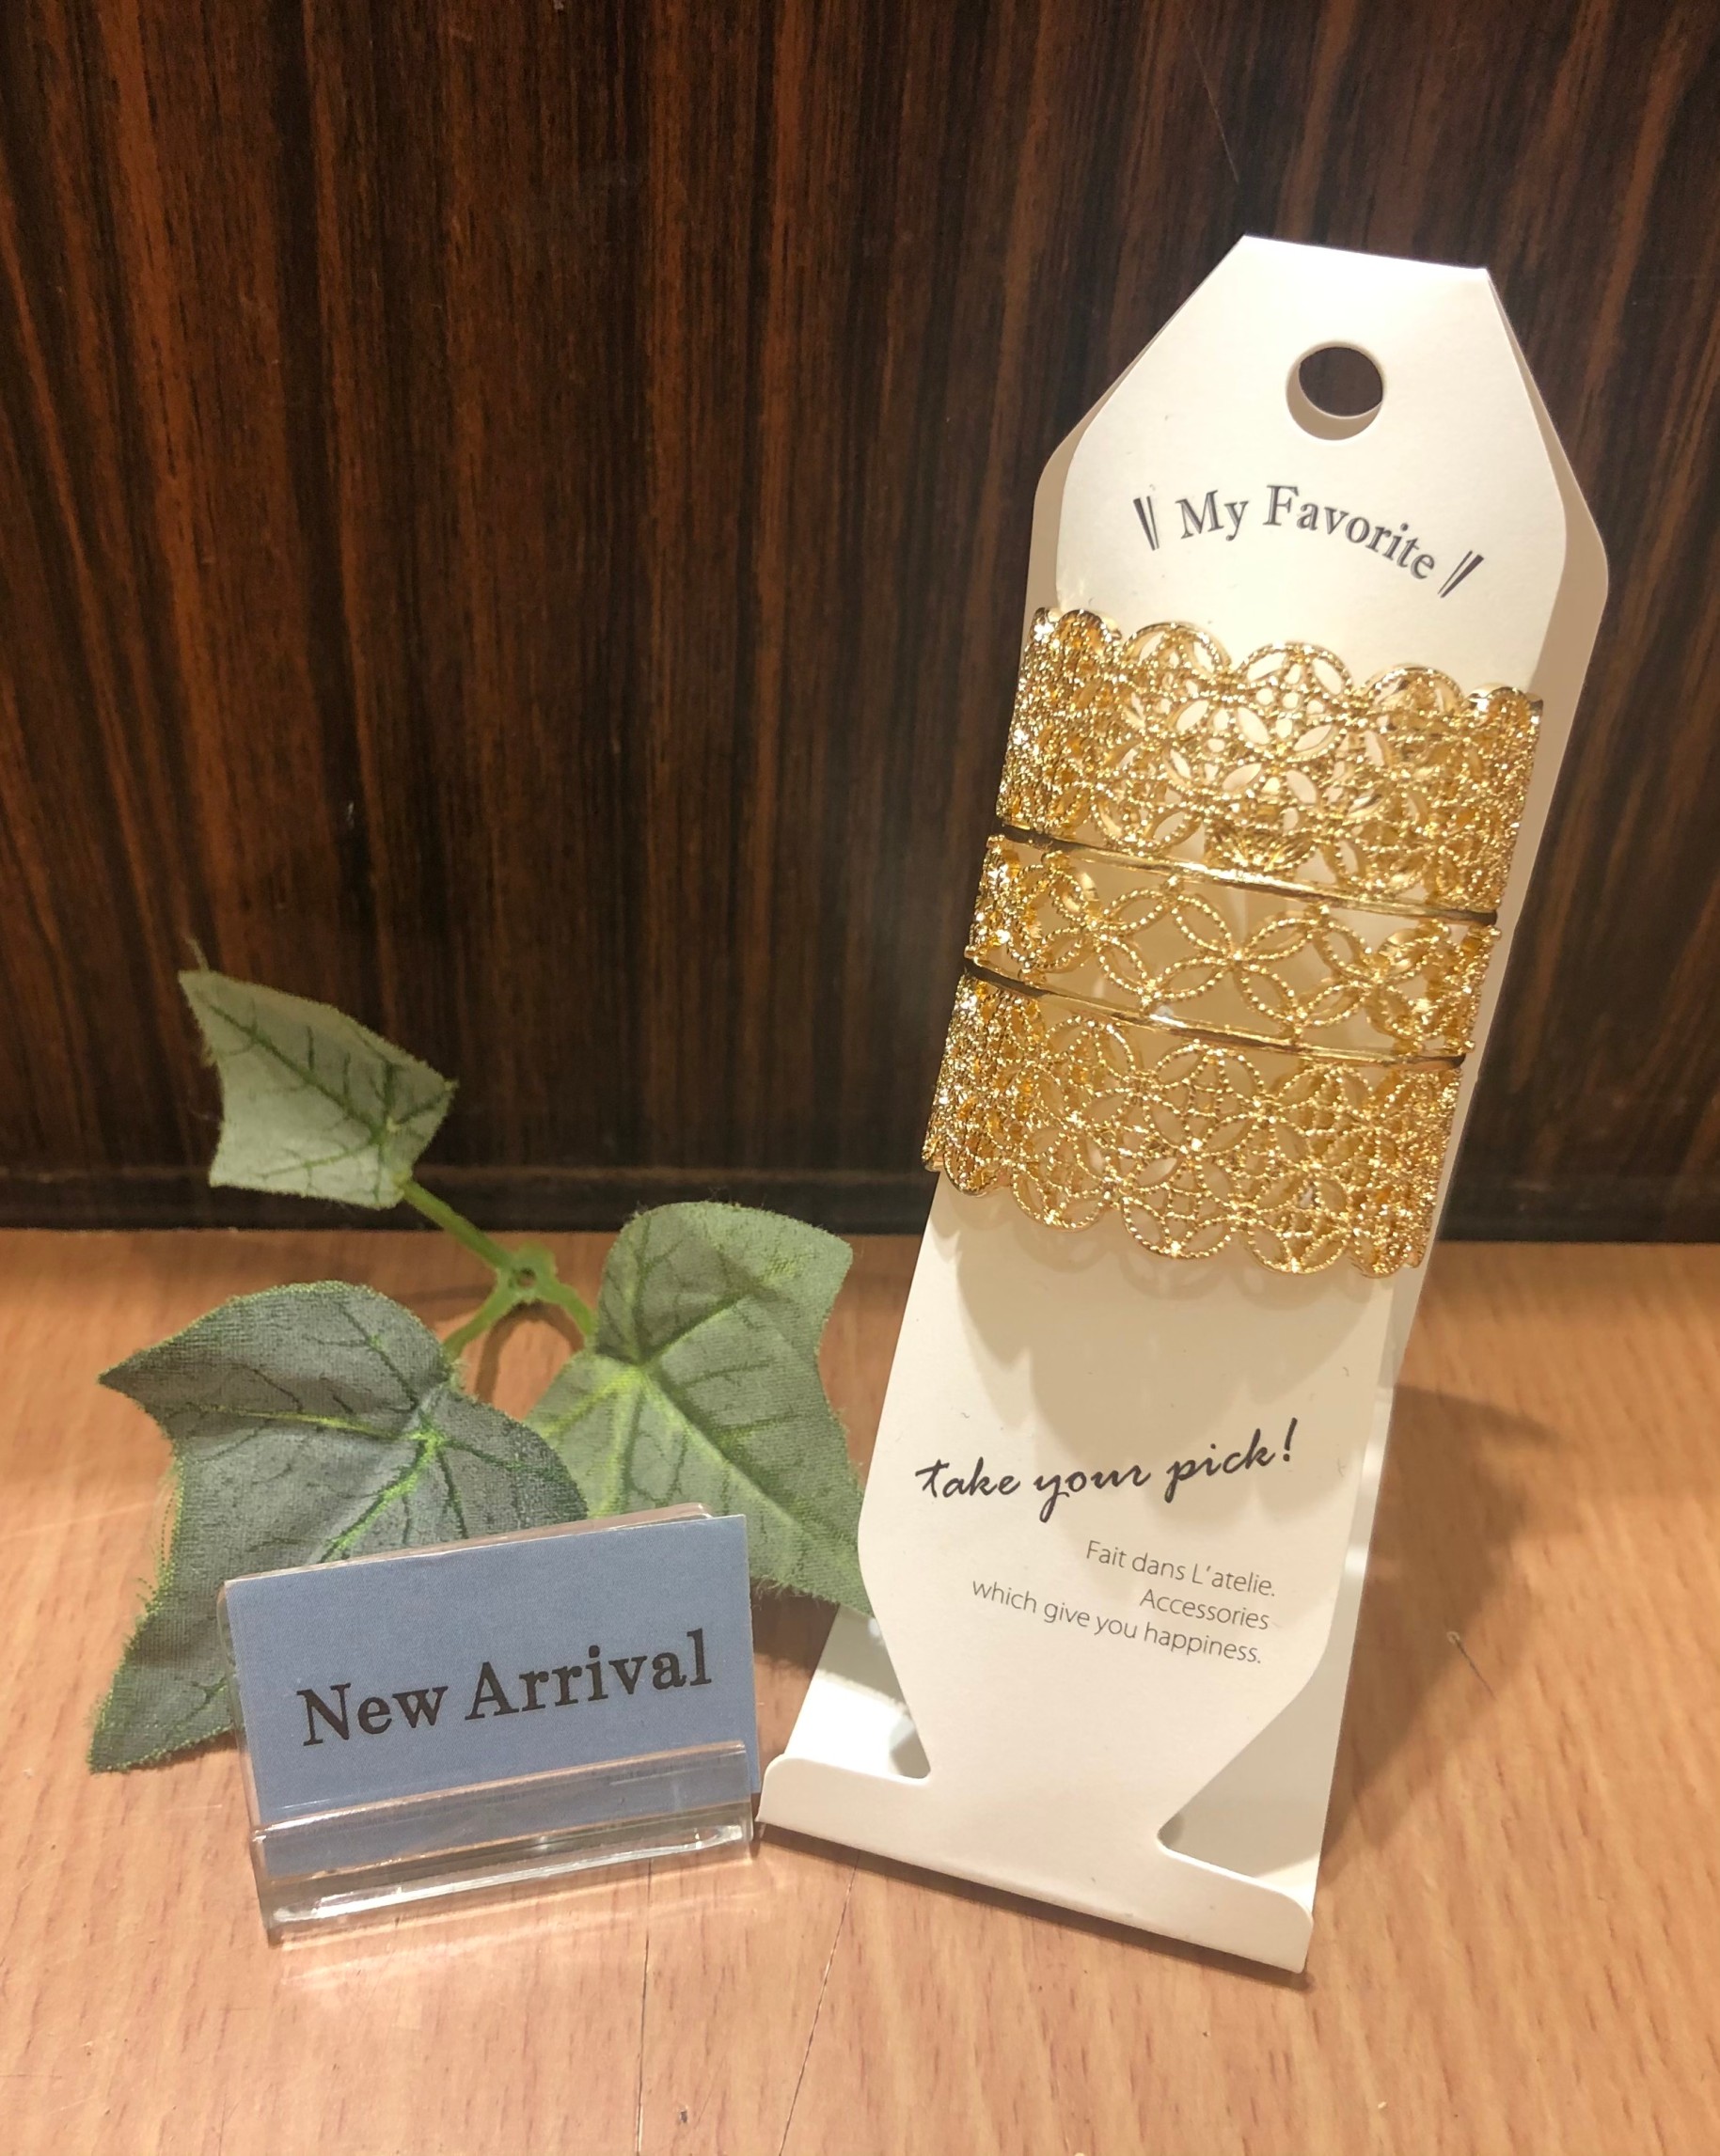 My Favorite
take your pick!
Fait dans L'atelie.
Accessories
which give you happiness.
New Arrival